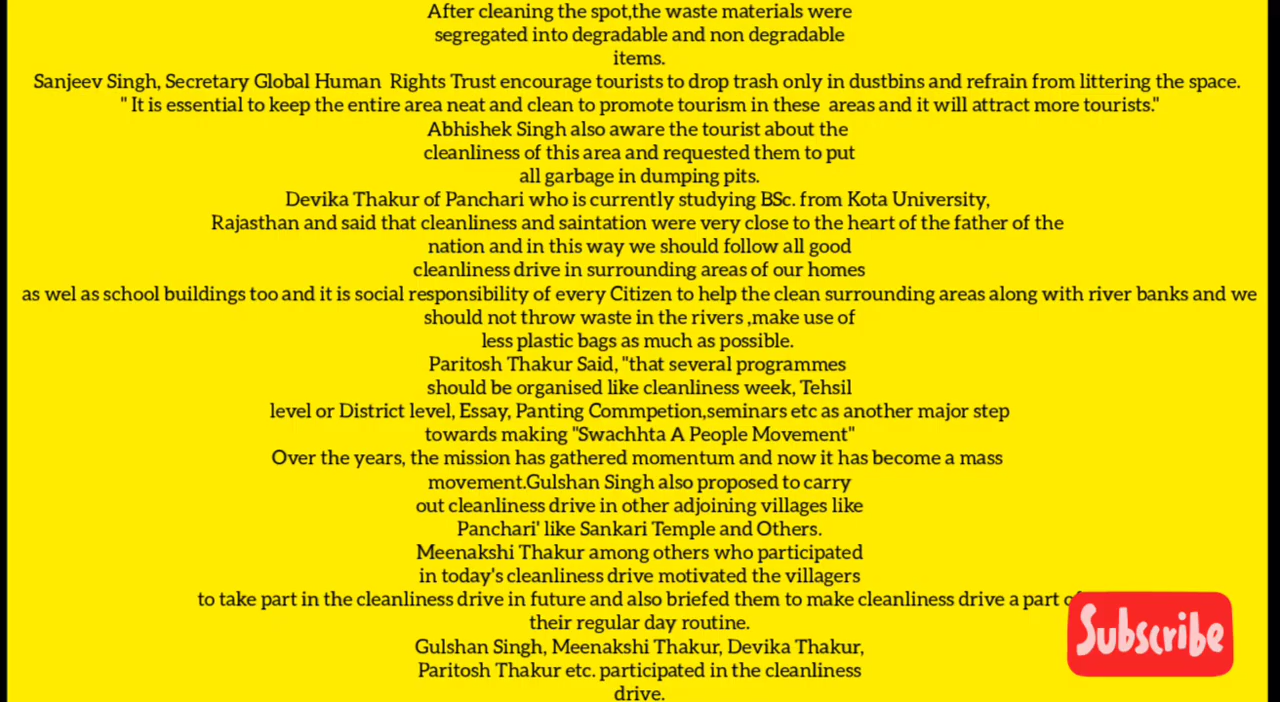 After cleaning the spot,the waste materials were
segregated into degradable and non degradable
items.
Sanjeev Singh, Secretary Global Human Rights Trust encourage tourists to drop trash only in dustbins and refrain from littering the space.
" It is essential to keep the entire area neat and clean to promote tourism in these areas and it will attract more tourists."
Abhishek Singh also aware the tourist about the
cleanliness of this area and requested them to put
all garbage in dumping pits.
Devika Thakur of Panchari who is currently studying BSc. from Kota University,
Rajasthan and said that cleanliness and saintation were very close to the heart of the father of the
nation and in this way we should follow all good
cleanliness drive in surrounding areas of our homes
as wel as school buildings too and it is social responsibility of every Citizen to help the clean surrounding areas along with river banks and we
should not throw waste in the rivers ,make use of
less plastic bags as much as possible.
Paritosh Thakur Said, "that several programmes
should be organised like cleanliness week, Tehsil
level or District level, Essay, Panting Commpetion,seminars etc as another major step
towards making "Swachhta A People Movement"
Over the years, the mission has gathered momentum and now it has become a mass
movement.Gulshan Singh also proposed to carry
out cleanliness drive in other adjoining villages like
Panchari' like Sankari Temple and Others.
Meenakshi Thakur among others who participated
in today's cleanliness drive motivated the villagers
to take part in the cleanliness drive in future and also briefed them to make cleanliness drive a part
their regular day routine.
Subscribe
Gulshan Singh, Meenakshi Thakur, Devika Thakur,
Paritosh Thakur etc. participated in the cleanliness
drive.